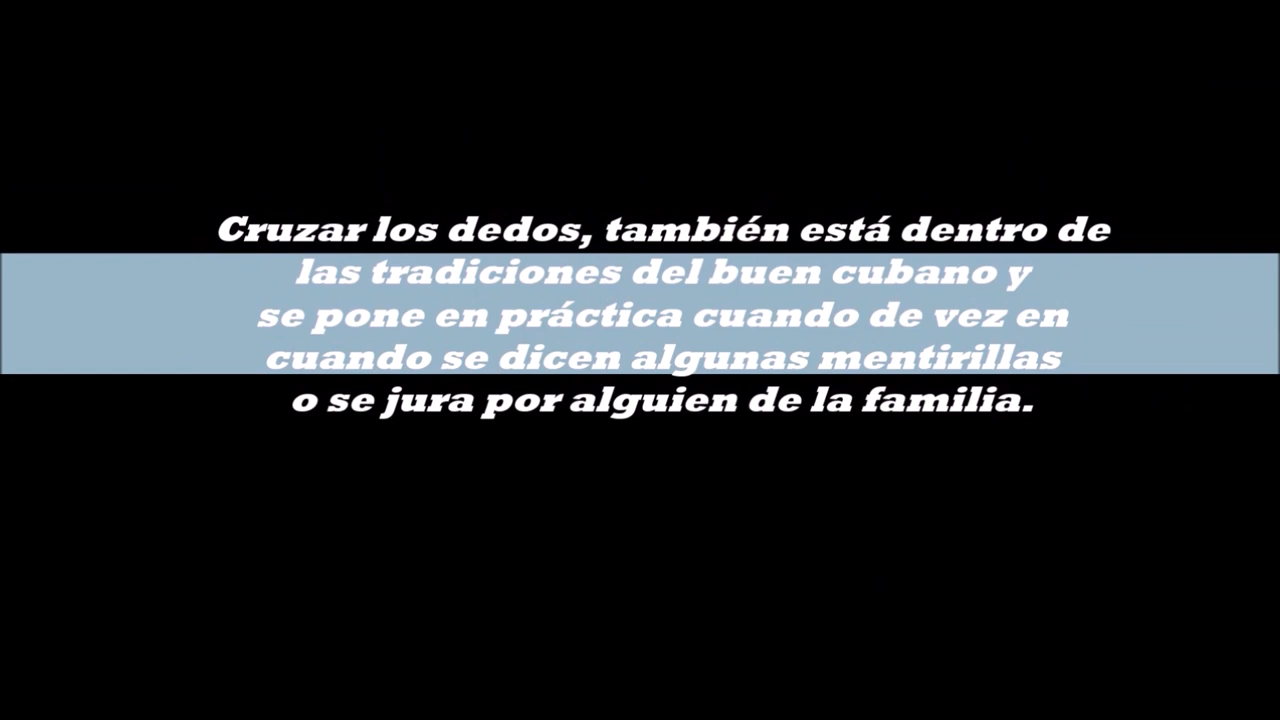 Cruzar los dedos, también está dentro de
las tradiciones del buen cubano y
se pone en práctica cuando de vez en
cuando se dicen algunas mentirillas
o se jura por alguien de la familia.